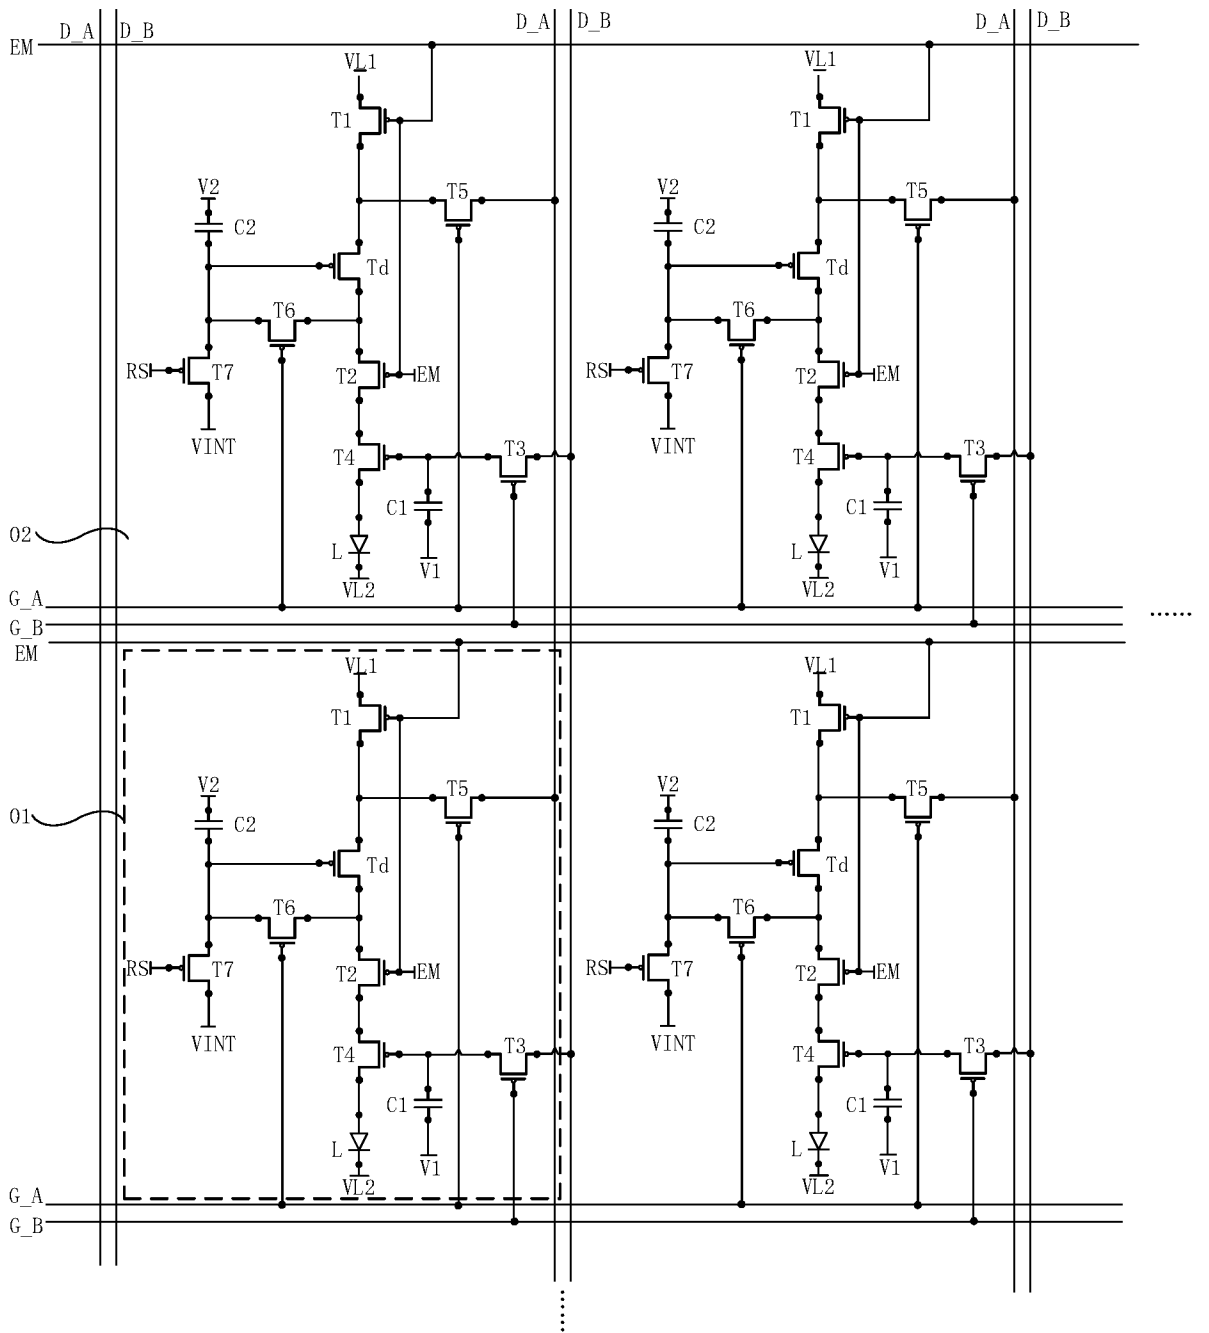 D_A D_B D_A D_B D_A D_B
EM
VL1 VL1
T1 T1
V2 T5 V2 T5
C2 C2
Td Td
T6 T6
RS T7 T2 EM RS T7 T2 EM
VINT T4 T3 VINT T4 T3
C1 C1
02 L V1 L V1
VL2 VL2
G_A
G_B ......
EM
VL1 VL1
T1 T1
V2 T5 V2 T5
01 C2 C2
Td Td
T6 T6
RS T7 T2 EM RS T7 T2 EM
VINT T4 T3 VINT T4 T3
C1 C1
L V1 L V1
VL2 VL2
G_A
G_B
......